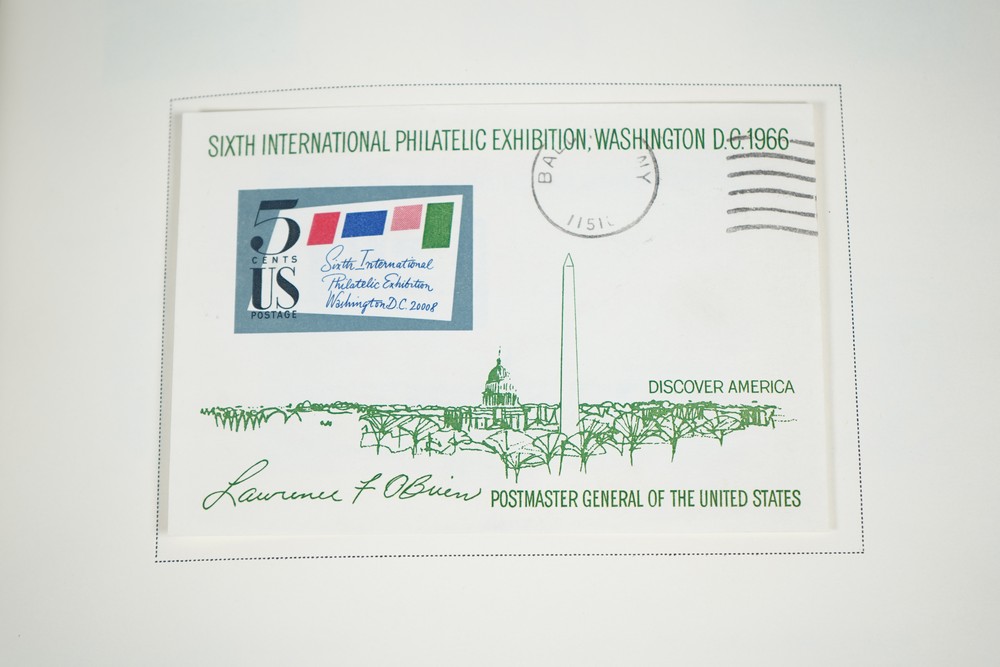 SIXTH INTERNATIONAL PHILATELIC EXHIBITION, WASHINGTON D.C. 1966
NY
5
CENTS
US
POSTAGE
Sixth International
Philatelic Exhibition
Washington D.C. 20008
DISCOVER AMERICA
Lawrence F O'Brien
POSTMASTER GENERAL OF THE UNITED STATES